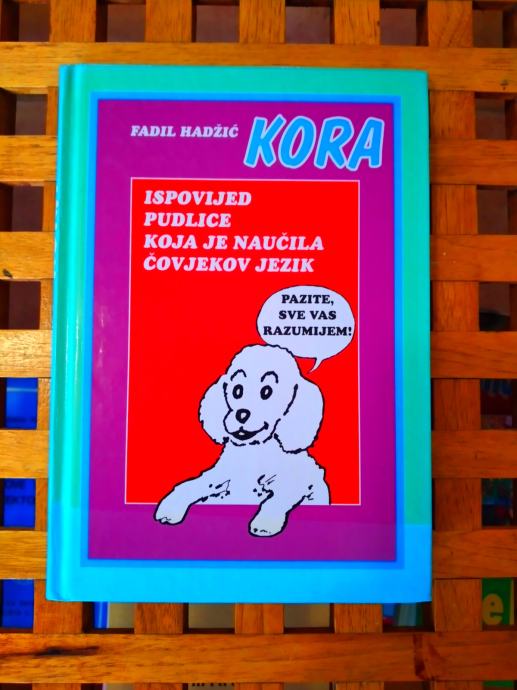 FADIL HADŽIĆ KORA
ISPOVIJED
PUDLICE
KOJA JE NAUČILA
ČOVJEKOV JEZIK
PAZITE,
SVE VAS
RAZUMIJEM!